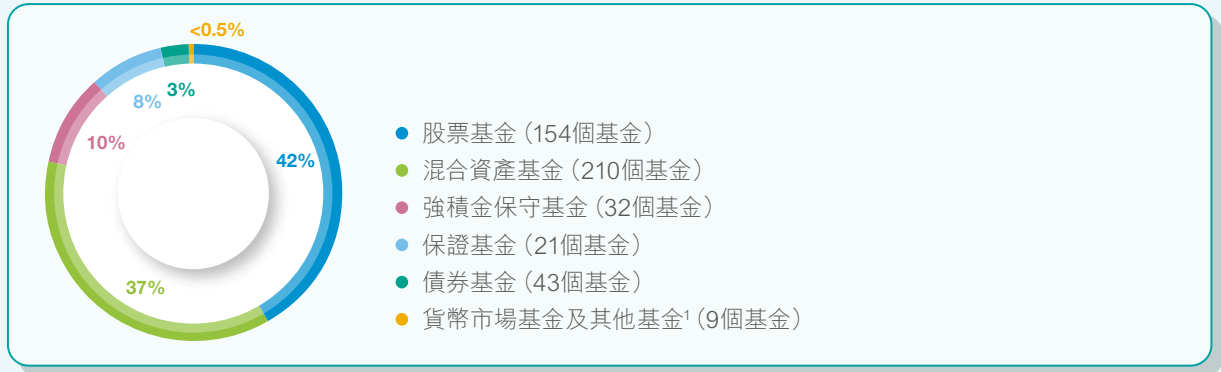 <0.5%
3%
8%
10%
42%
37%
股票基金（154個基金）
混合資產基金（210個基金）
強積金保守基金（32個基金）
保證基金（21個基金）
債券基金（43個基金）
貨幣市場基金及其他基金¹（9個基金）